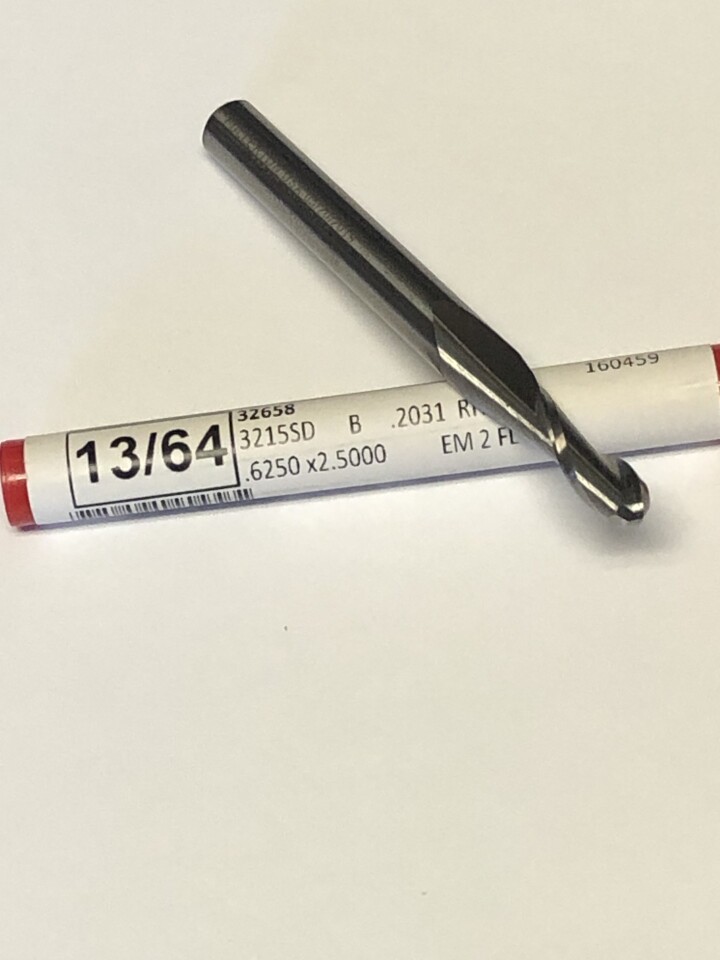 13/64
32658
3215SD B .2031
.6250 x2.5000 EM 2 FL
160459